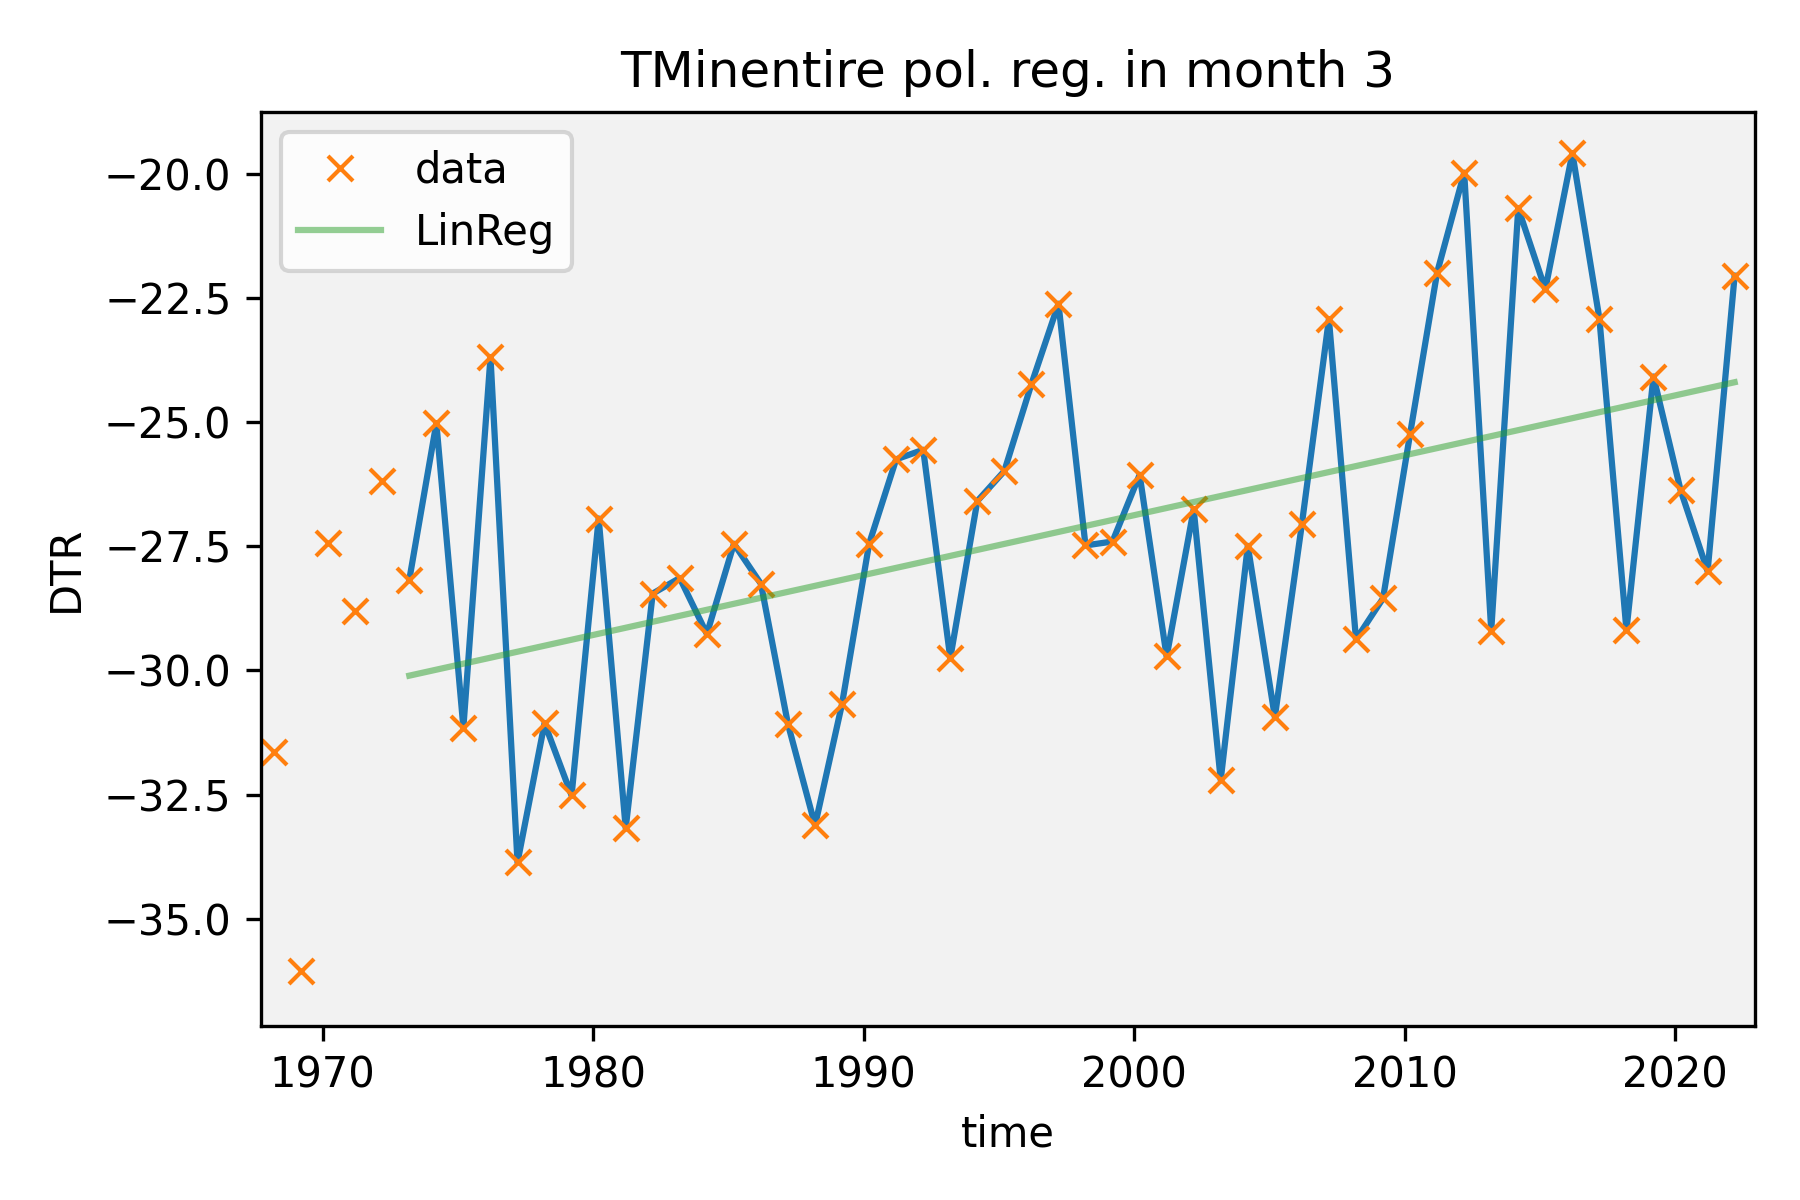 TMinentire pol. reg. in month 3
data
LinReg
−20.0
−22.5
−25.0
−27.5
−30.0
−32.5
−35.0
DTR
1970 1980 1990 2000 2010 2020
time